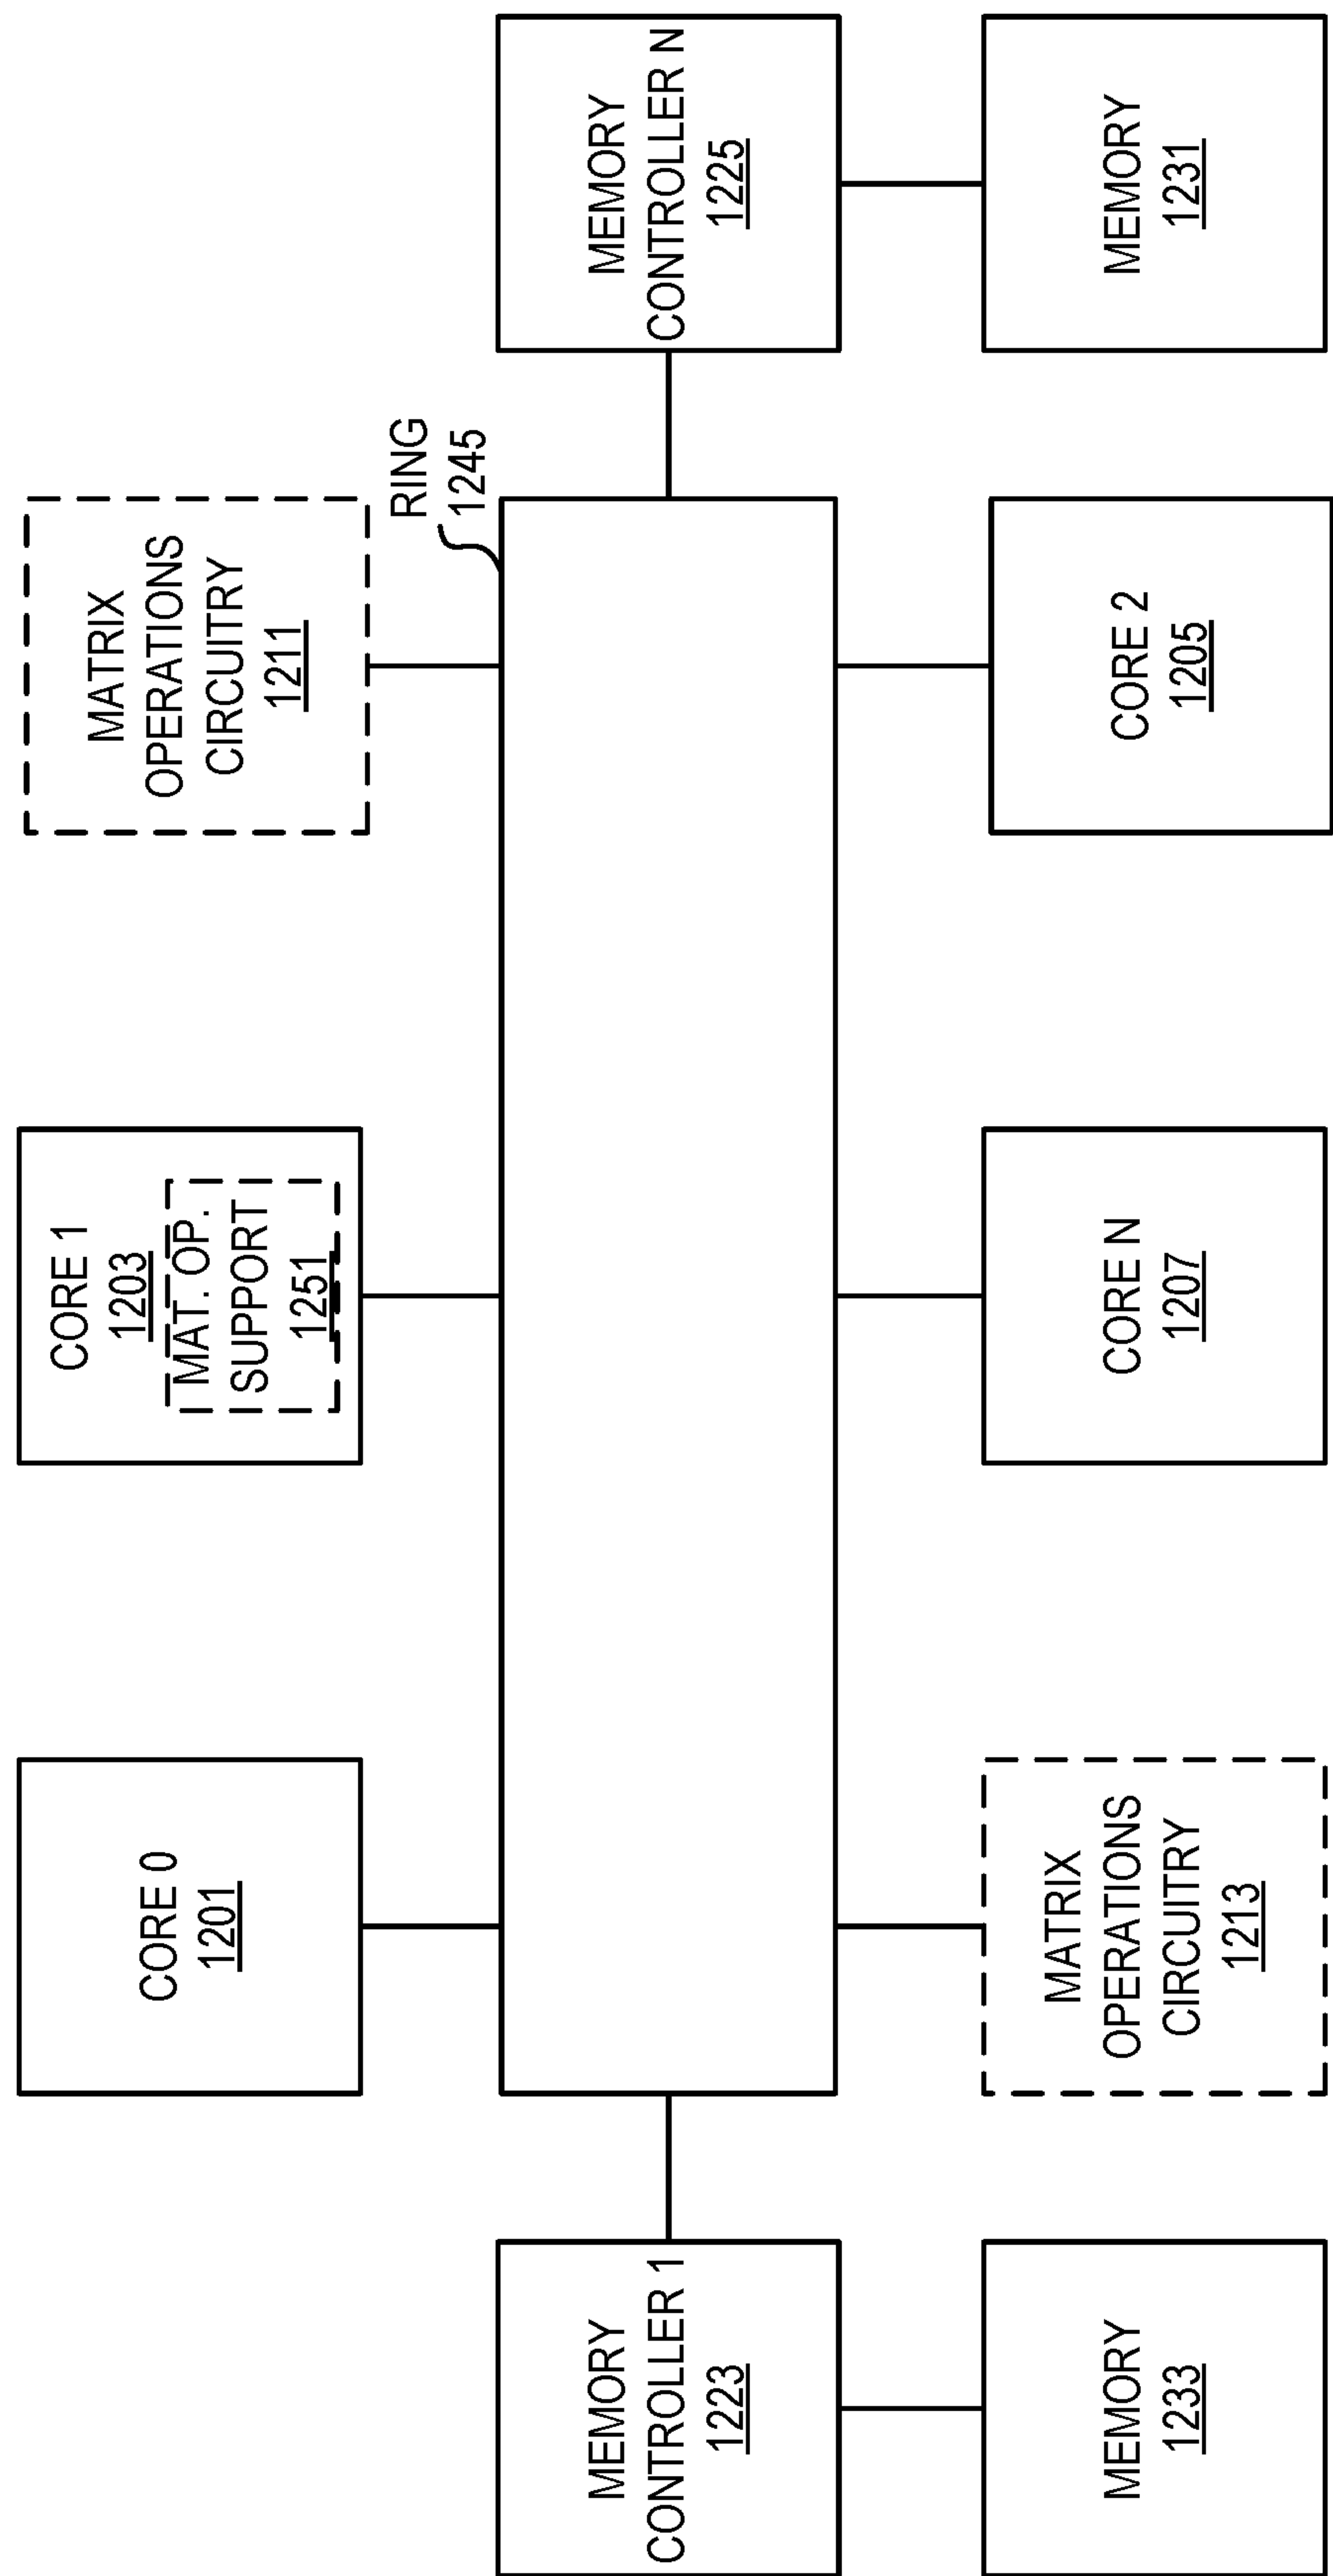 CORE 0
1201
CORE 1
1203
MAT. OP.
SUPPORT
1251
MATRIX
OPERATIONS
CIRCUITRY
1211
RING
1245
MEMORY
CONTROLLER 1
1223
MEMORY
CONTROLLER N
1225
MEMORY
1233
MATRIX
OPERATIONS
CIRCUITRY
1213
CORE N
1207
CORE 2
1205
MEMORY
1231